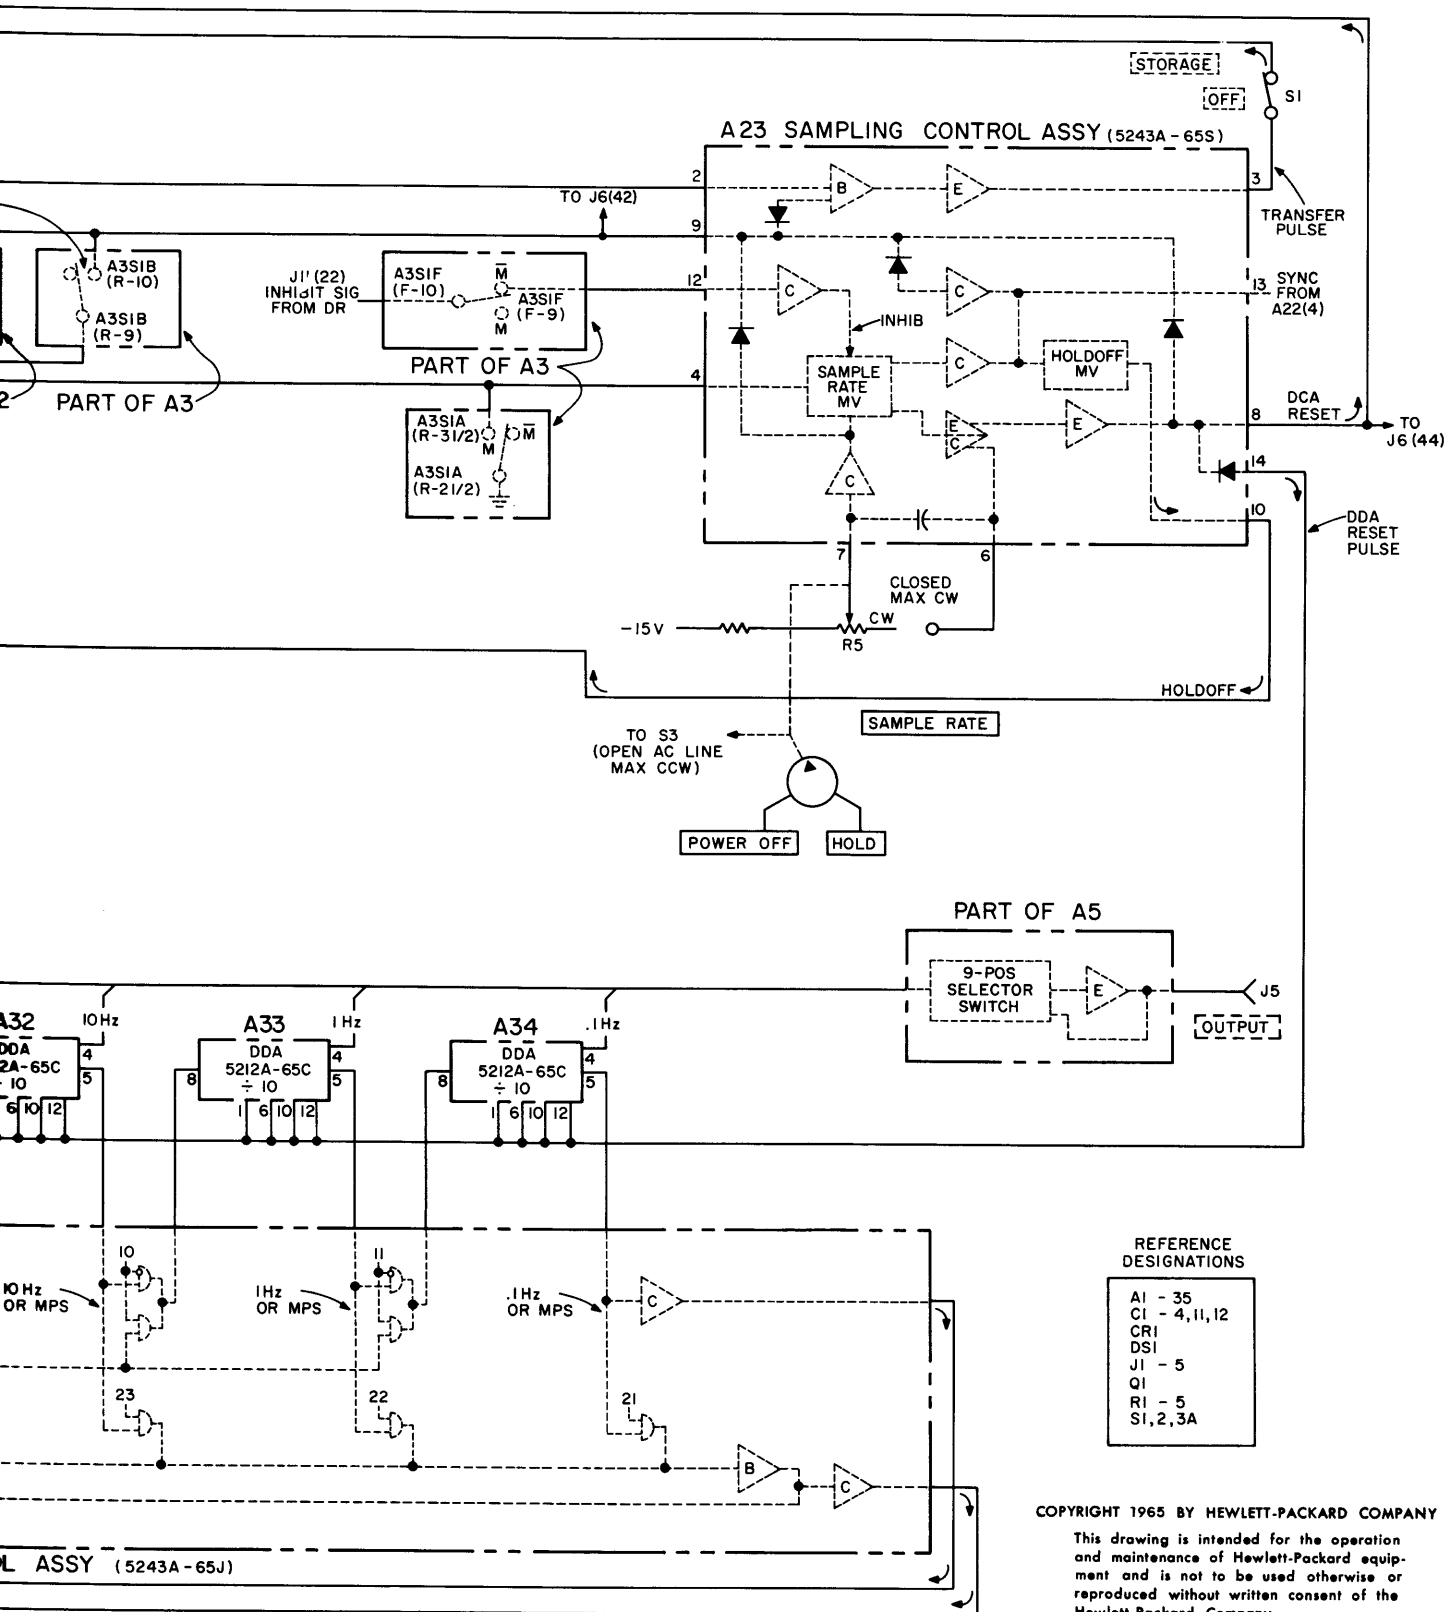 STORAGE
OFF
S1
A23 SAMPLING CONTROL ASSY (5243A-65S)
2
B
E
3
TO J6(42)
TRANSFER
PULSE
9
A3S1B
(R-10)
A3S1B
(R-9)
PART OF A3
(22)
INHIBIT SIG
FROM DR
A3S1F
(F-10)
M̅
A3S1F
(F-9)
M
PART OF A3
12
C
C
13
SYNC
FROM
A22(4)
INHIB
4
SAMPLE
RATE
MV
C
HOLDOFF
MV
A3S1A
(R-31/2)
M
M̅
A3S1A
(R-21/2)
E
C
E
8
DCA
RESET
TO
J6(44)
C
14
10
DDA
RESET
PULSE
7
6
CLOSED
MAX CW
-15V
CW
R5
HOLDOFF
SAMPLE RATE
TO S3
(OPEN AC LINE
MAX CCW)
POWER OFF
HOLD
PART OF A5
9-POS
SELECTOR
SWITCH
E
J5
OUTPUT
A32
10Hz
DDA
2A-65C
÷ 10
4
5
6 10 12
A33
1Hz
DDA
5212A-65C
÷ 10
8
4
5
1 6 10 12
A34
.1Hz
DDA
5212A-65C
÷ 10
8
4
5
1 6 10 12
10
11
10Hz
OR MPS
1Hz
OR MPS
.1Hz
OR MPS
C
23
22
21
B
C
L ASSY (5243A-65J)
REFERENCE
DESIGNATIONS
A1 - 35
C1 - 4,11,12
CR1
DS1
J1 - 5
Q1
R1 - 5
S1,2,3A
COPYRIGHT 1965 BY HEWLETT-PACKARD COMPANY
This drawing is intended for the operation
and maintenance of Hewlett-Packard equip-
ment and is not to be used otherwise or
reproduced without written consent of the
Hewlett-Packard Company